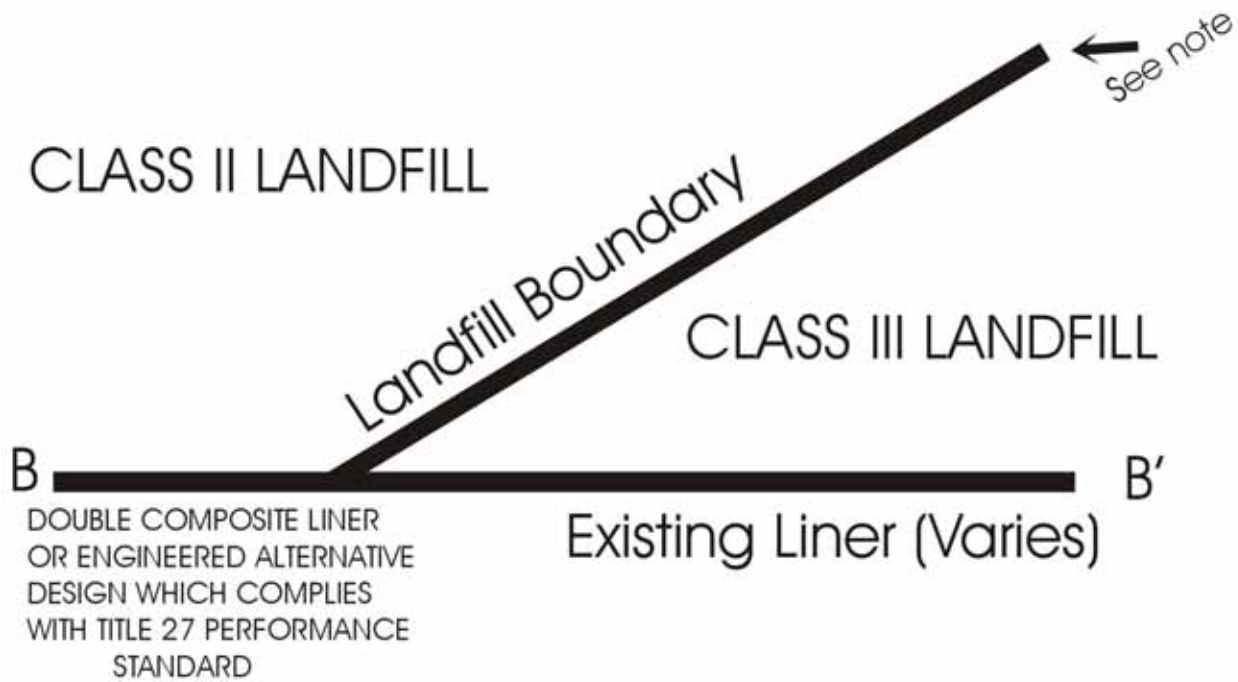 See note
CLASS II LANDFILL
Landfill Boundary
CLASS III LANDFILL
B
B'
DOUBLE COMPOSITE LINER
OR ENGINEERED ALTERNATIVE
DESIGN WHICH COMPLIES
WITH TITLE 27 PERFORMANCE
STANDARD
Existing Liner (Varies)